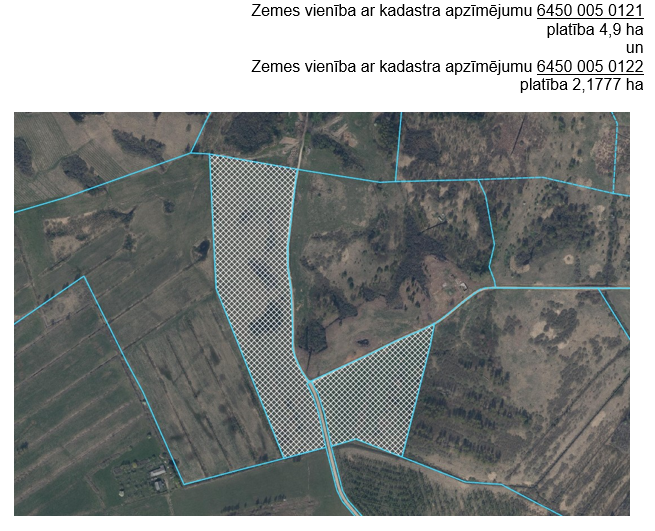 Zemes vienība ar kadastra apzīmējumu 6450 005 0121
platība 4,9 ha
un
Zemes vienība ar kadastra apzīmējumu 6450 005 0122
platība 2,1777 ha